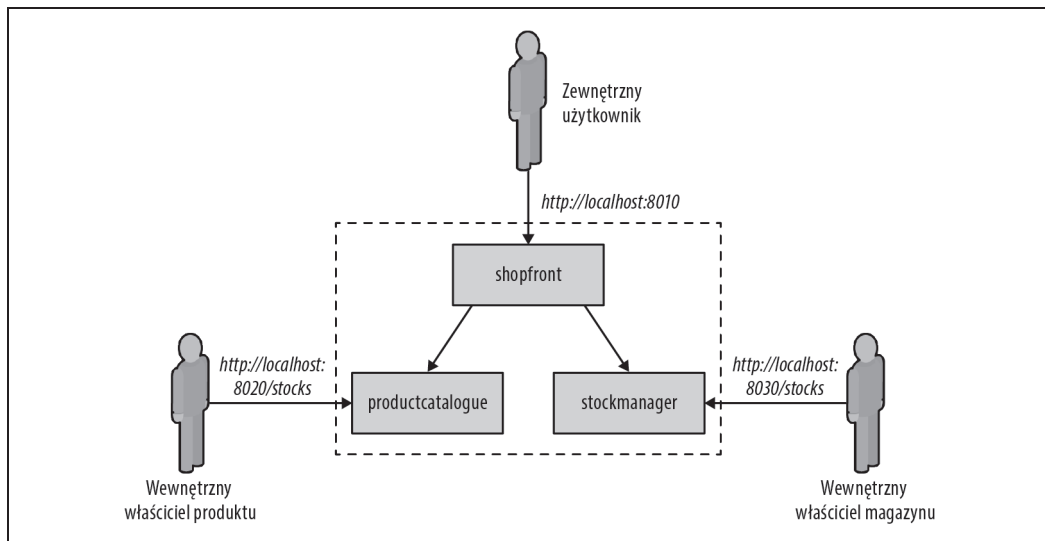 Zewnętrzny
użytkownik
http://localhost:8010
shopfront
http://localhost:
8020/stocks
http://localhost:
8030/stocks
productcatalogue
stockmanager
Wewnętrzny
właściciel produktu
Wewnętrzny
właściciel magazynu